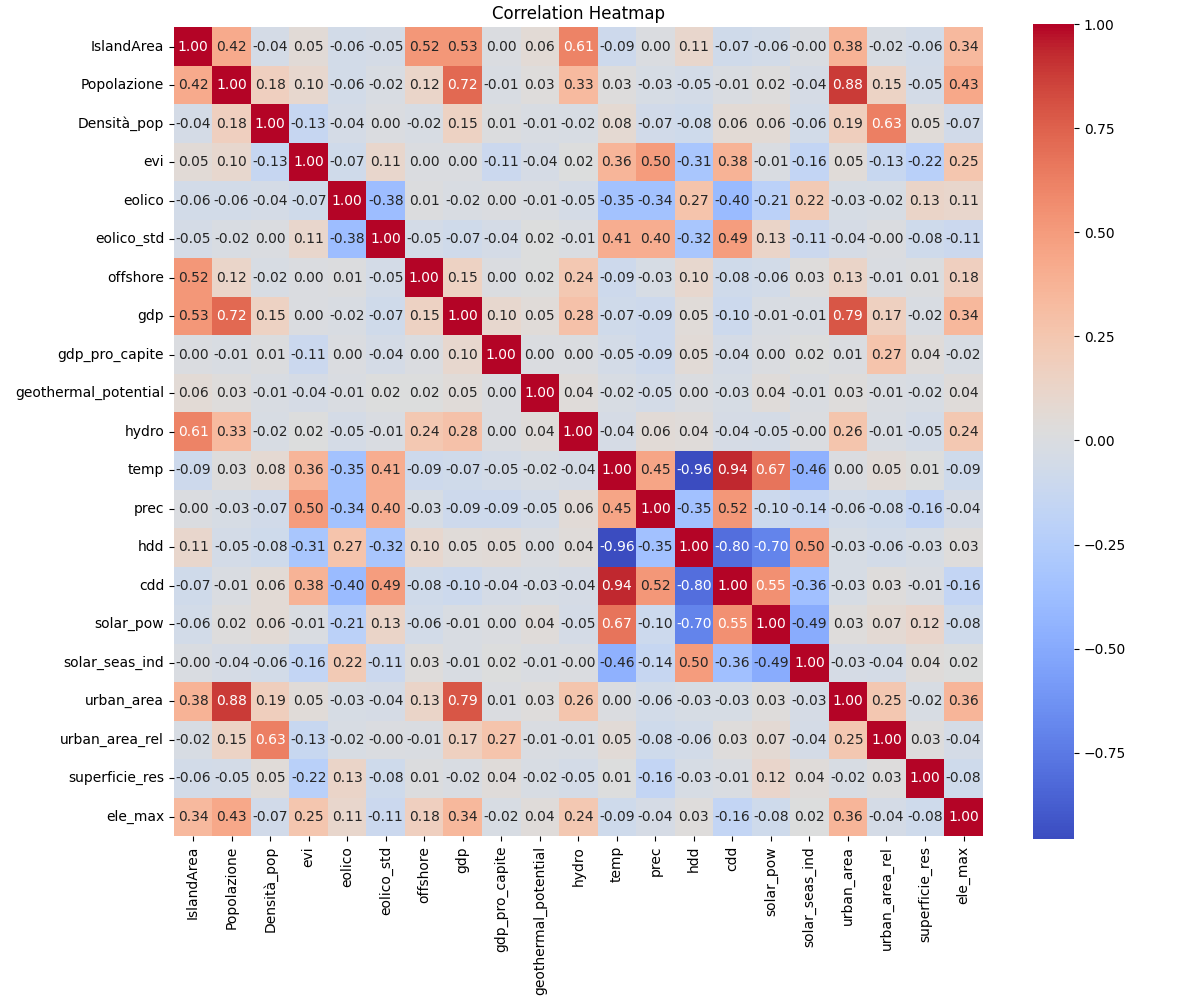 Correlation Heatmap
IslandArea 1.00 0.42 -0.04 0.05 -0.06 -0.05 0.52 0.53 0.00 0.06 0.61 -0.09 0.00 0.11 -0.07 -0.06 -0.00 0.38 -0.02 -0.06 0.34
Popolazione 0.42 1.00 0.18 0.10 -0.06 -0.02 0.12 0.72 -0.01 0.03 0.33 0.03 -0.03 -0.05 -0.01 0.02 -0.04 0.88 0.15 -0.05 0.43
Densità_pop -0.04 0.18 1.00 -0.13 -0.04 0.00 -0.02 0.15 0.01 -0.01 -0.02 0.08 -0.07 -0.08 0.06 0.06 -0.06 0.19 0.63 0.05 -0.07
evi 0.05 0.10 -0.13 1.00 -0.07 0.11 0.00 0.00 -0.11 -0.04 0.02 0.36 0.50 -0.31 0.38 -0.01 -0.16 0.05 -0.13 -0.22 0.25
eolico -0.06 -0.06 -0.04 -0.07 1.00 -0.38 0.01 -0.02 0.00 -0.01 -0.05 -0.35 -0.34 0.27 -0.40 -0.21 0.22 -0.03 -0.02 0.13 0.11
eolico_std -0.05 -0.02 0.00 0.11 -0.38 1.00 -0.05 -0.07 -0.04 0.02 -0.01 0.41 0.40 -0.32 0.49 0.13 -0.11 -0.04 -0.00 -0.08 -0.11
offshore 0.52 0.12 -0.02 0.00 0.01 -0.05 1.00 0.15 0.00 0.02 0.24 -0.09 -0.03 0.10 -0.08 -0.06 0.03 0.13 -0.01 0.01 0.18
gdp 0.53 0.72 0.15 0.00 -0.02 -0.07 0.15 1.00 0.10 0.05 0.28 -0.07 -0.09 0.05 -0.10 -0.01 -0.01 0.79 0.17 -0.02 0.34
gdp_pro_capite 0.00 -0.01 0.01 -0.11 0.00 -0.04 0.00 0.10 1.00 0.00 0.00 -0.05 -0.09 0.05 -0.04 0.00 0.02 0.01 0.27 0.04 -0.02
geothermal_potential 0.06 0.03 -0.01 -0.04 -0.01 0.02 0.02 0.05 0.00 1.00 0.04 -0.02 -0.05 0.00 -0.03 0.04 -0.01 0.03 -0.01 -0.02 0.04
hydro 0.61 0.33 -0.02 0.02 -0.05 -0.01 0.24 0.28 0.00 0.04 1.00 -0.04 0.06 0.04 -0.04 -0.05 -0.00 0.26 -0.01 -0.05 0.24
temp -0.09 0.03 0.08 0.36 -0.35 0.41 -0.09 -0.07 -0.05 -0.02 -0.04 1.00 0.45 -0.96 0.94 0.67 -0.46 0.00 0.05 0.01 -0.09
prec 0.00 -0.03 -0.07 0.50 -0.34 0.40 -0.03 -0.09 -0.09 -0.05 0.06 0.45 1.00 -0.35 0.52 -0.10 -0.14 -0.06 -0.08 -0.16 -0.04
hdd 0.11 -0.05 -0.08 -0.31 0.27 -0.32 0.10 0.05 0.05 0.00 0.04 -0.96 -0.35 1.00 -0.80 -0.70 0.50 -0.03 -0.06 -0.03 0.03
cdd -0.07 -0.01 0.06 0.38 -0.40 0.49 -0.08 -0.10 -0.04 -0.03 -0.04 0.94 0.52 -0.80 1.00 0.55 -0.36 -0.03 0.03 -0.01 -0.16
solar_pow -0.06 0.02 0.06 -0.01 -0.21 0.13 -0.06 -0.01 0.00 0.04 -0.05 0.67 -0.10 -0.70 0.55 1.00 -0.49 0.03 0.07 0.12 -0.08
solar_seas_ind -0.00 -0.04 -0.06 -0.16 0.22 -0.11 0.03 -0.01 0.02 -0.01 -0.00 -0.46 -0.14 0.50 -0.36 -0.49 1.00 -0.03 -0.04 0.04 0.02
urban_area 0.38 0.88 0.19 0.05 -0.03 -0.04 0.13 0.79 0.01 0.03 0.26 0.00 -0.06 -0.03 -0.03 0.03 -0.03 1.00 0.25 -0.02 0.36
urban_area_rel -0.02 0.15 0.63 -0.13 -0.02 -0.00 -0.01 0.17 0.27 -0.01 -0.01 0.05 -0.08 -0.06 0.03 0.07 -0.04 0.25 1.00 0.03 -0.04
superficie_res -0.06 -0.05 0.05 -0.22 0.13 -0.08 0.01 -0.02 0.04 -0.02 -0.05 0.01 -0.16 -0.03 -0.01 0.12 0.04 -0.02 0.03 1.00 -0.08
ele_max 0.34 0.43 -0.07 0.25 0.11 -0.11 0.18 0.34 -0.02 0.04 0.24 -0.09 -0.04 0.03 -0.16 -0.08 0.02 0.36 -0.04 -0.08 1.00
IslandArea
Popolazione
Densità_pop
evi
eolico
eolico_std
offshore
gdp
gdp_pro_capite
geothermal_potential
hydro
temp
prec
hdd
cdd
solar_pow
solar_seas_ind
urban_area
urban_area_rel
superficie_res
ele_max
1.00
0.75
0.50
0.25
0.00
−0.25
−0.50
−0.75